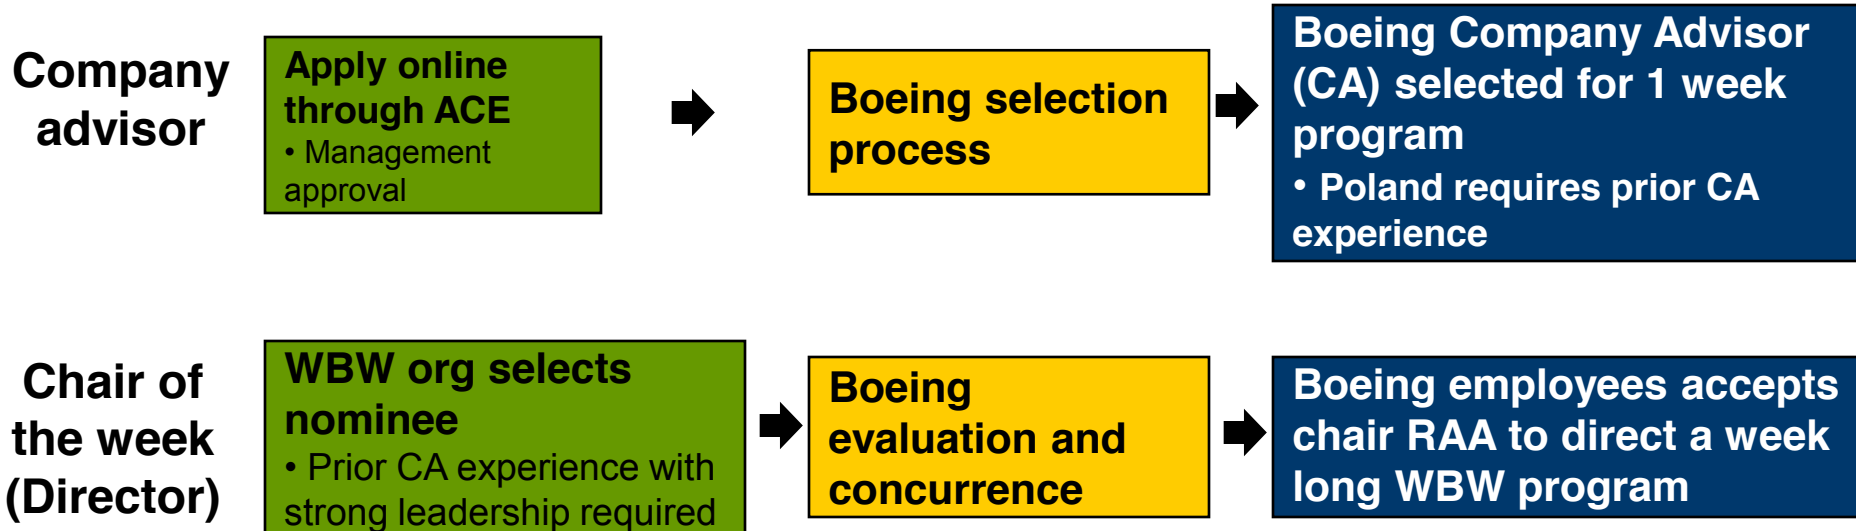 Company
advisor
Apply online
through ACE
• Management
approval
Boeing selection
process
Boeing Company Advisor
(CA) selected for 1 week
program
• Poland requires prior CA
experience
Chair of
the week
(Director)
WBW org selects
nominee
• Prior CA experience with
strong leadership required
Boeing
evaluation and
concurrence
Boeing employees accepts
chair RAA to direct a week
long WBW program